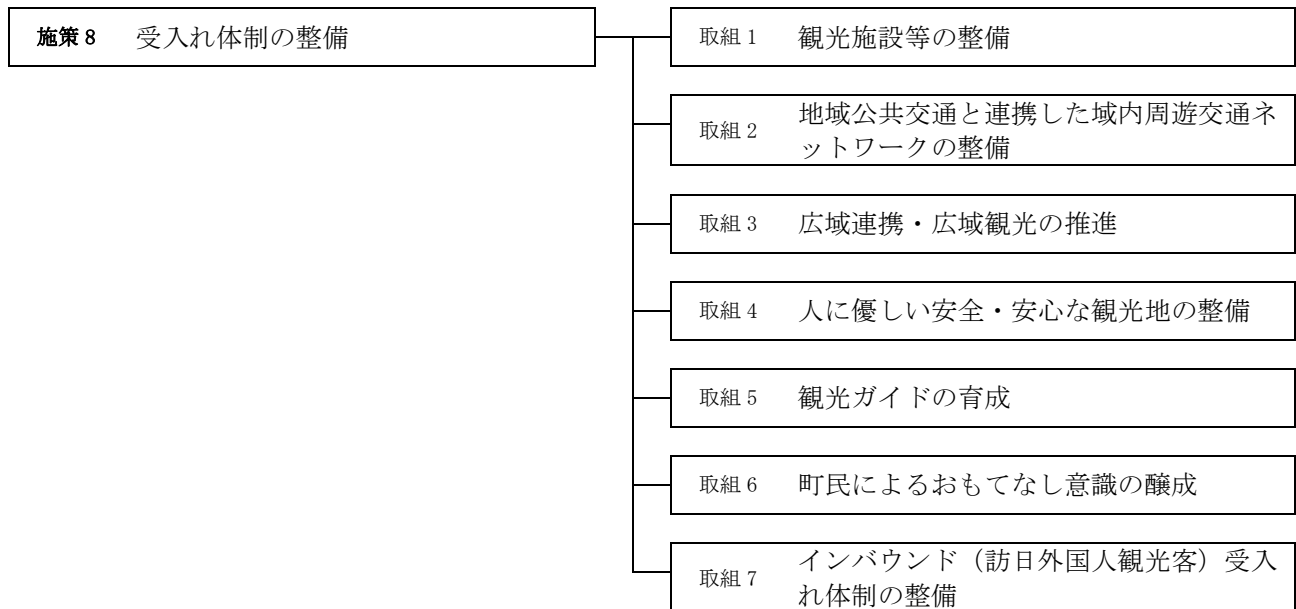 施策8 受入れ体制の整備
取組1 観光施設等の整備
取組2 地域公共交通と連携した域内周遊交通ネ
ットワークの整備
取組3 広域連携・広域観光の推進
取組4 人に優しい安全・安心な観光地の整備
取組5 観光ガイドの育成
取組6 町民によるおもてなし意識の醸成
取組7 インバウンド（訪日外国人観光客）受入
れ体制の整備